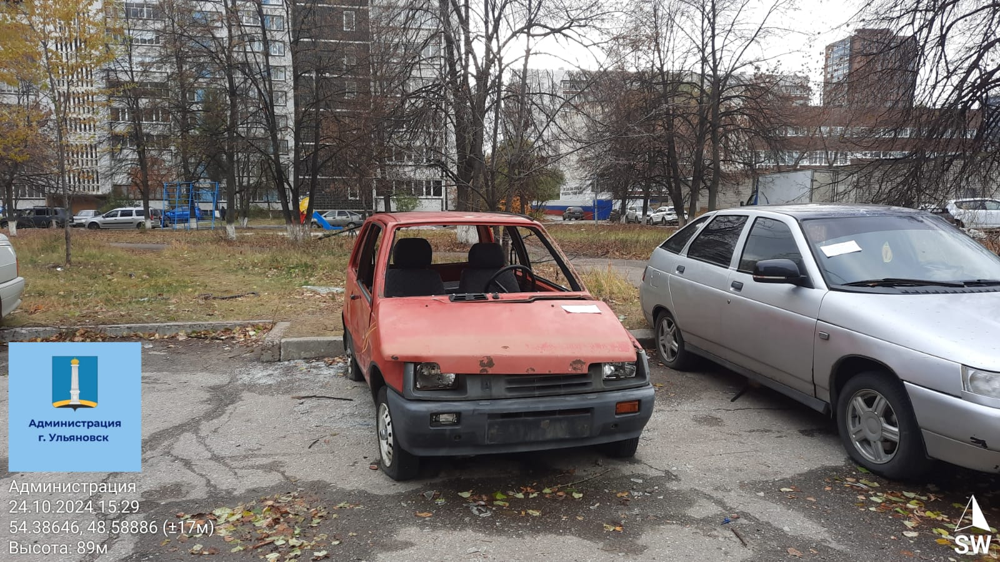 Администрация
г. Ульяновск
Администрация
24.10.2024 15:29
54.38646, 48.58886 (±17м)
Высота: 89м
SW